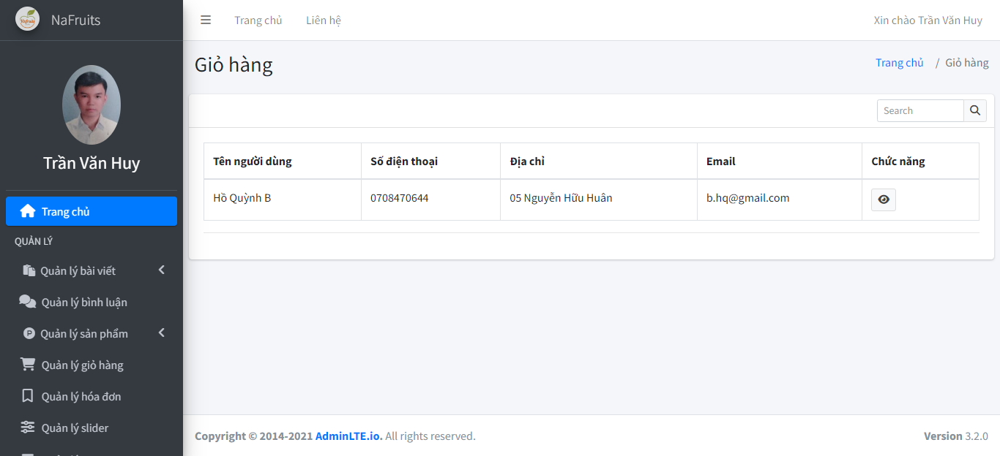 NaFruits
Trang chủ
Liên hệ
Xin chào Trần Văn Huy
Trần Văn Huy
Trang chủ
QUẢN LÝ
Quản lý bài viết
Quản lý bình luận
Quản lý sản phẩm
Quản lý giỏ hàng
Quản lý hóa đơn
Quản lý slider
Giỏ hàng
Trang chủ / Giỏ hàng
Search
Tên người dùng Số điện thoại Địa chỉ Email Chức năng
Hồ Quỳnh B 0708470644 05 Nguyễn Hữu Huân b.hq@gmail.com
Copyright © 2014-2021 AdminLTE.io. All rights reserved.
Version 3.2.0